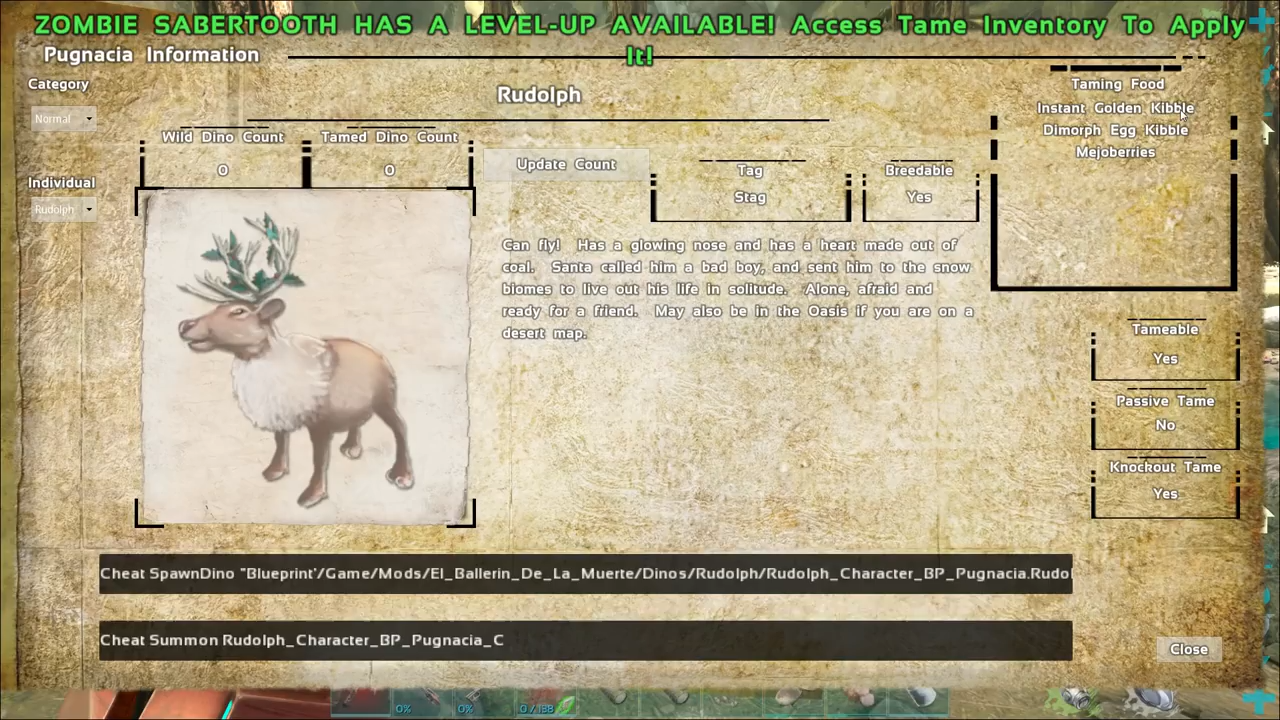 ZOMBIE SABERTOOTH HAS A LEVEL-UP AVAILABLE! Access Tame Inventory To Apply
It!
Pugnacia Information
Category
Normal
Individual
Rudolph
Rudolph
Wild Dino Count
0
Tamed Dino Count
0
Update Count
Tag
Stag
Breedable
Yes
Can fly! Has a glowing nose and has a heart made out of
coal. Santa called him a bad boy, and sent him to the snow
biomes to live out his life in solitude. Alone, afraid and
ready for a friend. May also be in the Oasis if you are on a
desert map.
Taming Food
Instant Golden Kibble
Dimorph Egg Kibble
Mejoberries
Tameable
Yes
Passive Tame
No
Knockout Tame
Yes
Cheat SpawnDino "Blueprint'/Game/Mods/El_Ballerin_De_La_Muerte/Dinos/Rudolph/Rudolph_Character_BP_Pugnacia.Rudol
Cheat Summon Rudolph_Character_BP_Pugnacia_C
Close
0%
0%
0 / 138